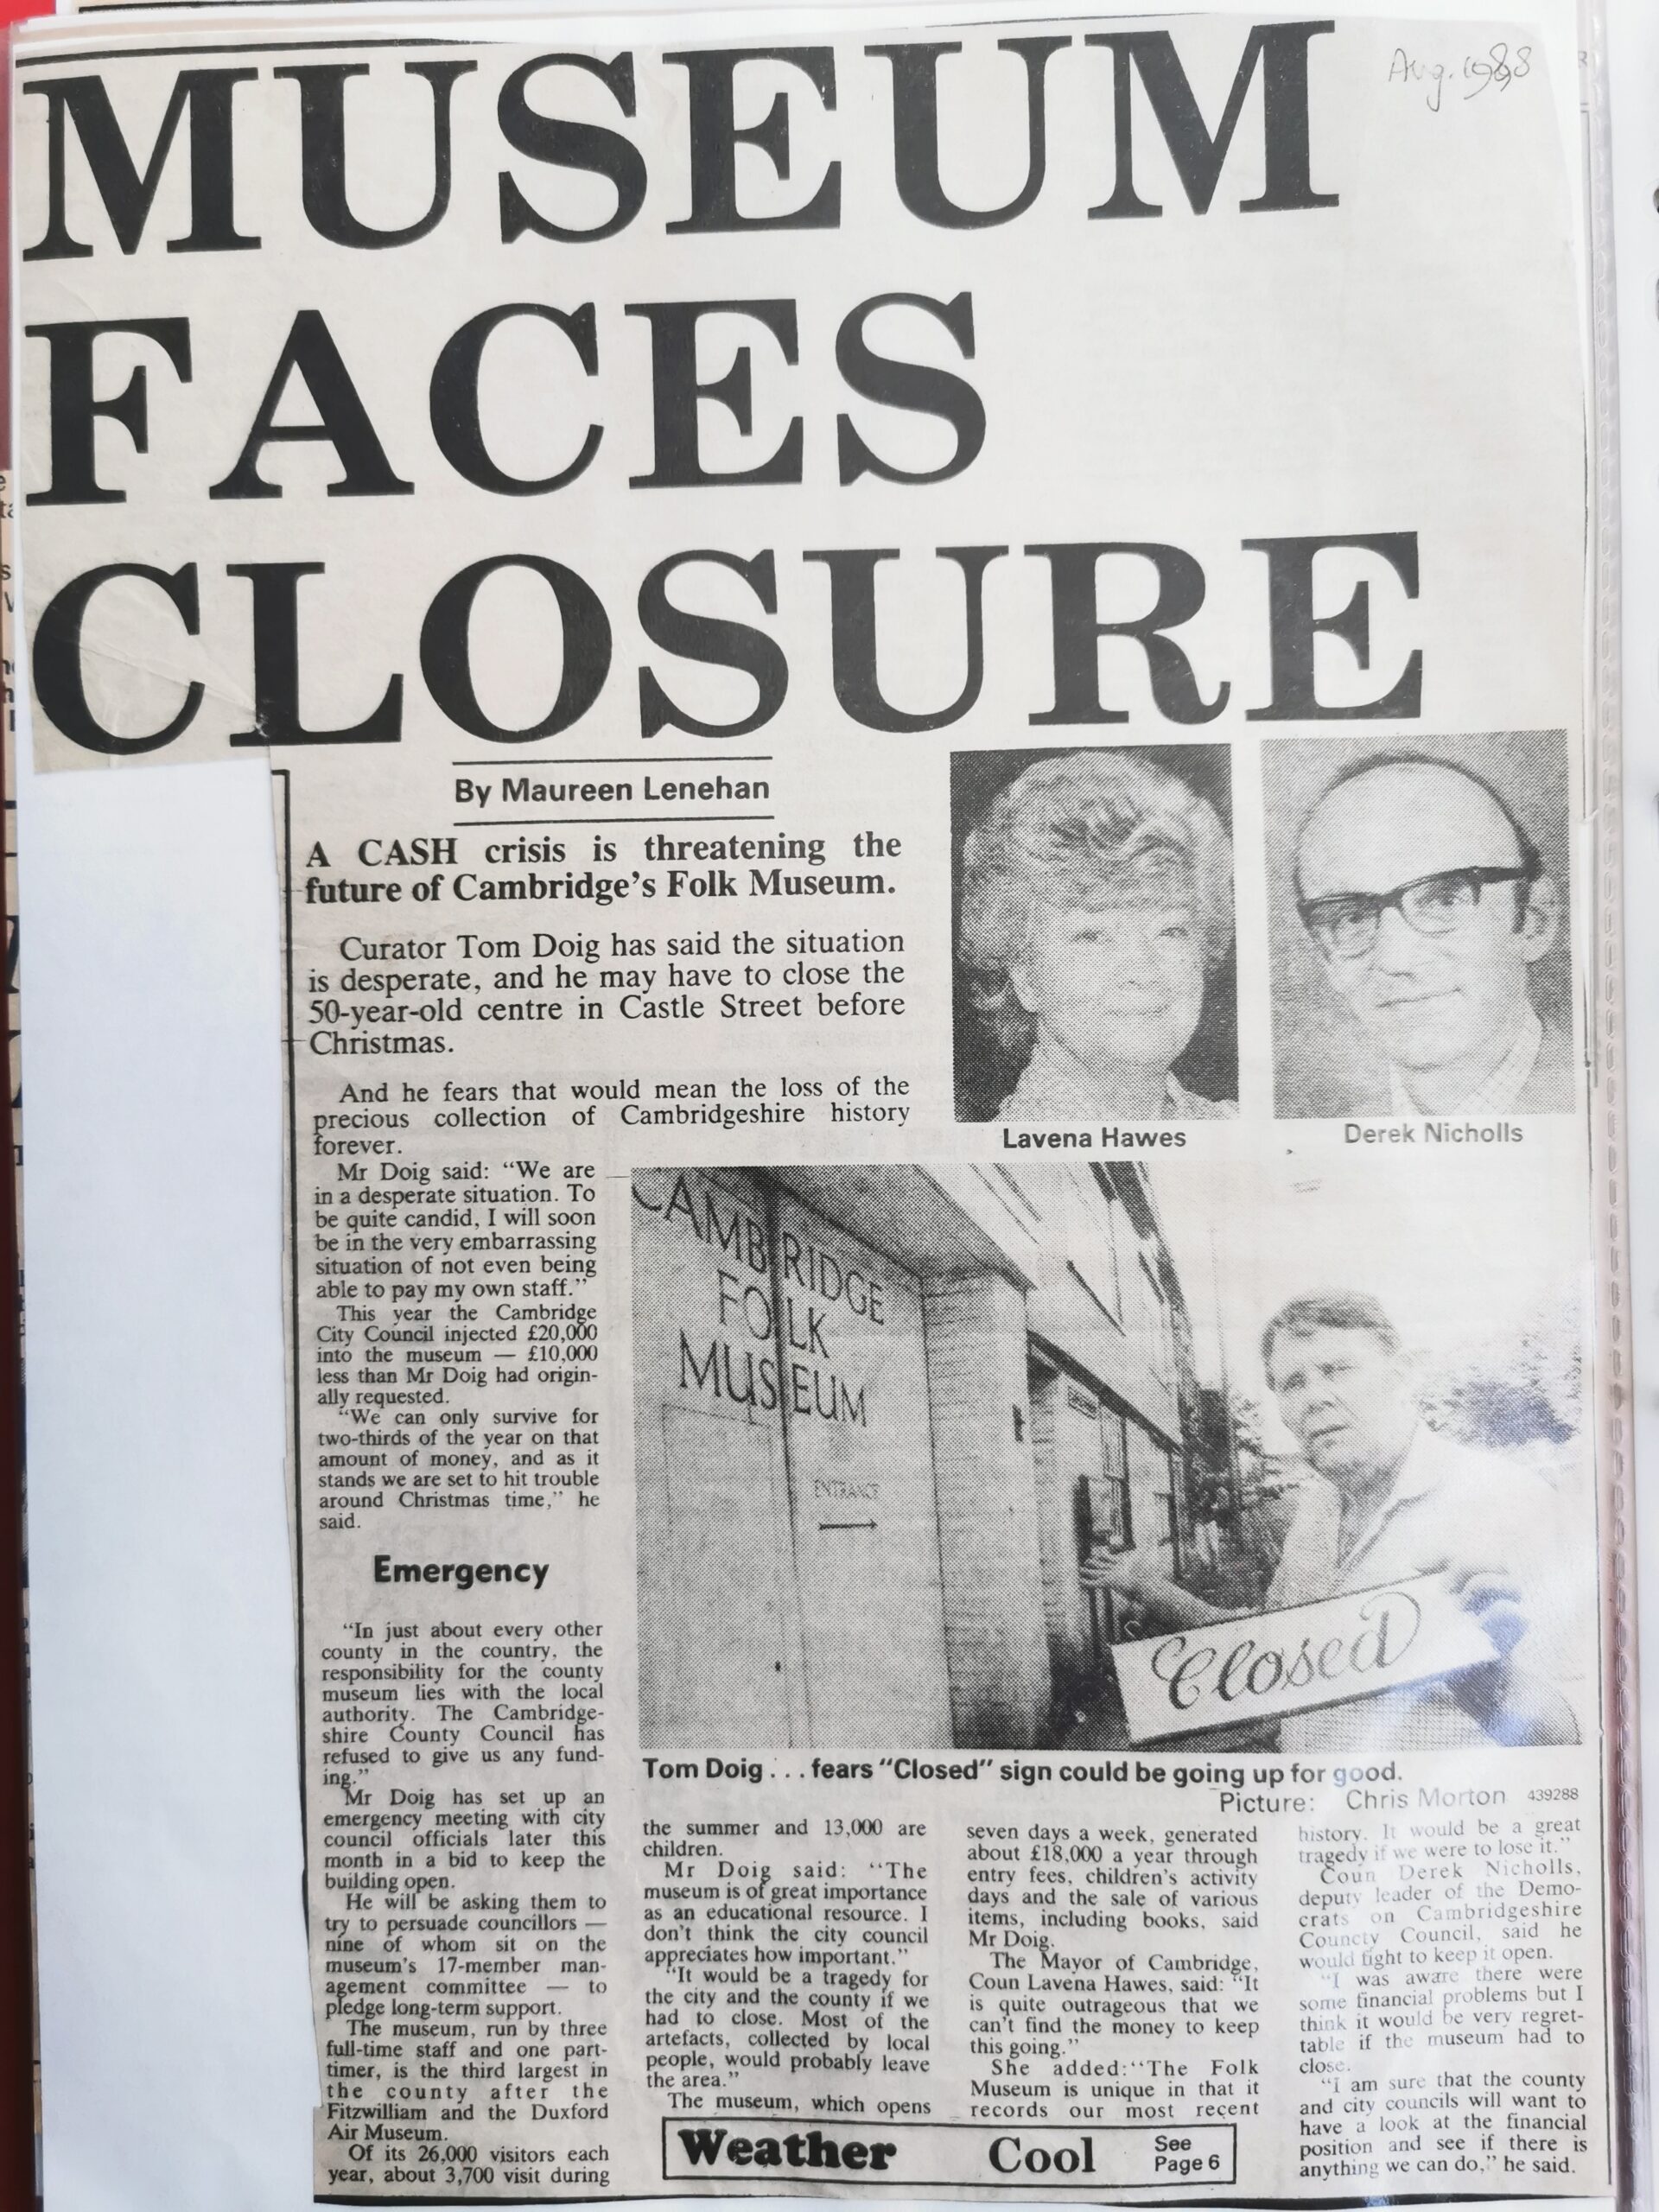 Aug. 1988
MUSEUM
FACES
CLOSURE
By Maureen Lenehan
A CASH crisis is threatening the
future of Cambridge's Folk Museum.
Curator Tom Doig has said the situation
is desperate, and he may have to close the
50-year-old centre in Castle Street before
Christmas.
And he fears that would mean the loss of the
precious collection of Cambridgeshire history
forever.
Mr Doig said: "We are
in a desperate situation. To
be quite candid, I will soon
be in the very embarrassing
situation of not even being
able to pay my own staff."
This year the Cambridge
City Council injected £20,000
into the museum — £10,000
less than Mr Doig had origin-
ally requested.
"We can only survive for
two-thirds of the year on that
amount of money, and as it
stands we are set to hit trouble
around Christmas time," he
said.
Emergency
"In just about every other
county in the country, the
responsibility for the county
museum lies with the local
authority. The Cambridge-
shire County Council has
refused to give us any fund-
ing."
Mr Doig has set up an
emergency meeting with city
council officials later this
month in a bid to keep the
building open.
He will be asking them to
try to persuade councillors —
nine of whom sit on the
museum's 17-member man-
agement committee — to
pledge long-term support.
The museum, run by three
full-time staff and one part-
timer, is the third largest in
the county after the
Fitzwilliam and the Duxford
Air Museum.
Of its 26,000 visitors each
year, about 3,700 visit during
Lavena Hawes
Derek Nicholls
CAMBRIDGE
FOLK
MUSEUM
ENTRANCE
Closed
Tom Doig . . . fears "Closed" sign could be going up for good.
Picture: Chris Morton 439288
the summer and 13,000 are
children.
Mr Doig said: "The
museum is of great importance
as an educational resource. I
don't think the city council
appreciates how important."
"It would be a tragedy for
the city and the county if we
had to close. Most of the
artefacts, collected by local
people, would probably leave
the area."
The museum, which opens
seven days a week, generated
about £18,000 a year through
entry fees, children's activity
days and the sale of various
items, including books, said
Mr Doig.
The Mayor of Cambridge,
Coun Lavena Hawes, said: "It
is quite outrageous that we
can't find the money to keep
this going."
She added:"The Folk
Museum is unique in that it
records our most recent
history. It would be a great
tragedy if we were to lose it."
Coun Derek Nicholls,
deputy leader of the Demo-
crats on Cambridgeshire
Councty Council, said he
would fight to keep it open.
"I was aware there were
some financial problems but I
think it would be very regret-
table if the museum had to
close.
"I am sure that the county
and city councils will want to
have a look at the financial
position and see if there is
anything we can do," he said.
Weather Cool See
Page 6